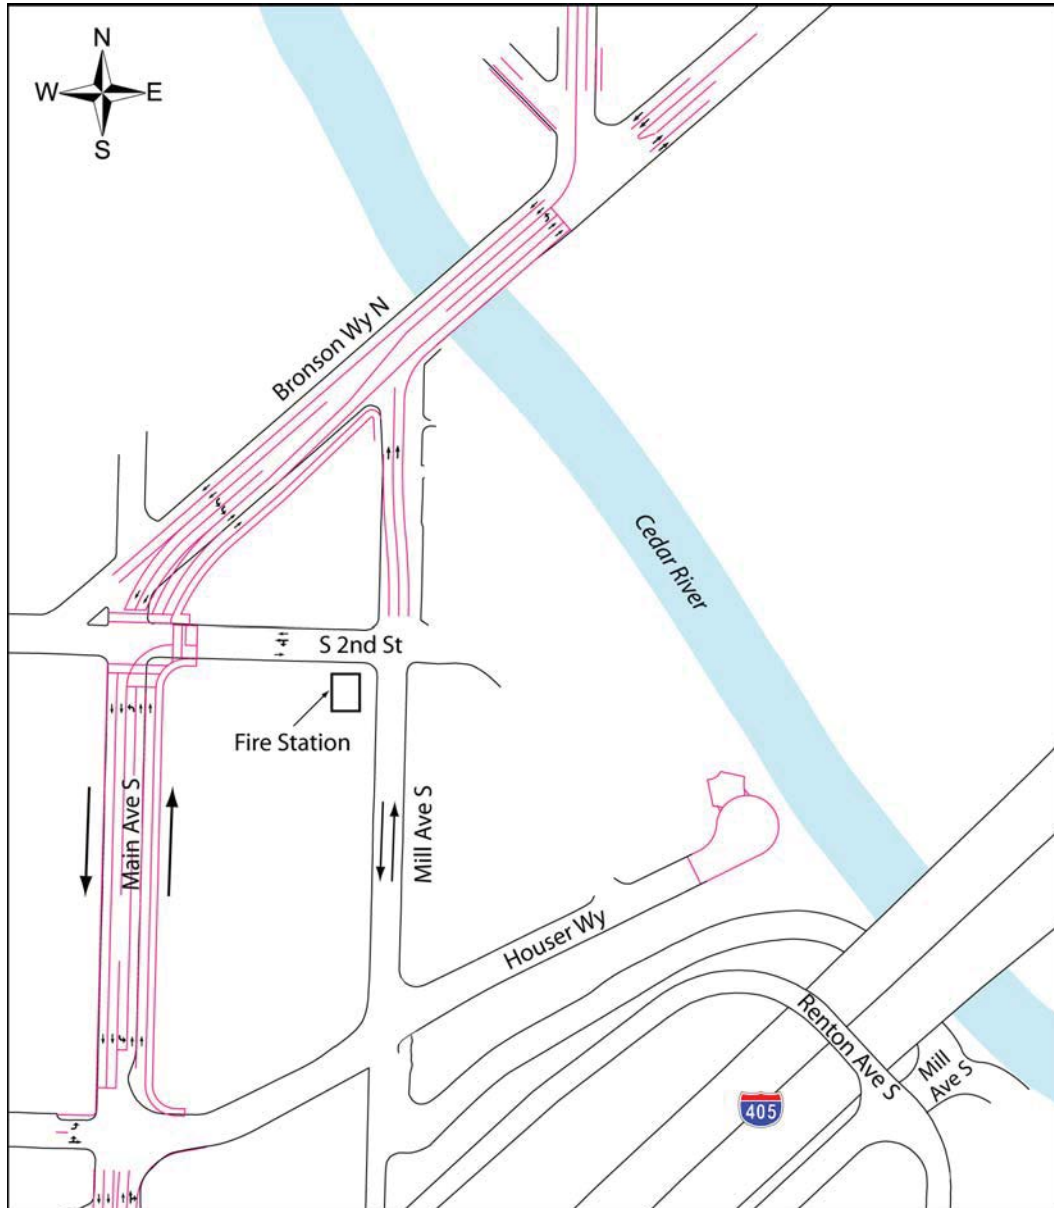 N
W E
S
Bronson Wy N
Cedar River
S 2nd St
Fire Station
Main Ave S
Mill Ave S
Houser Wy
Renton Ave S
Mill
Ave S
405